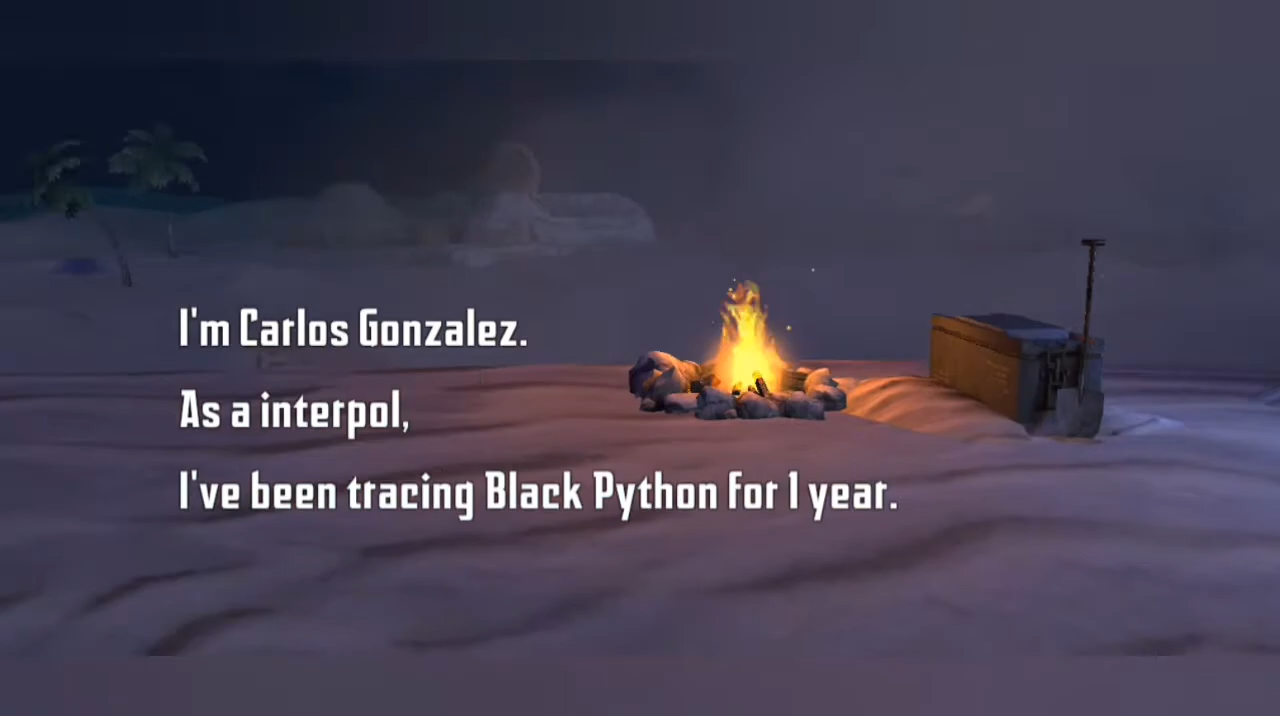 I'm Carlos Gonzalez.
As a interpol,
I've been tracing Black Python for 1 year.